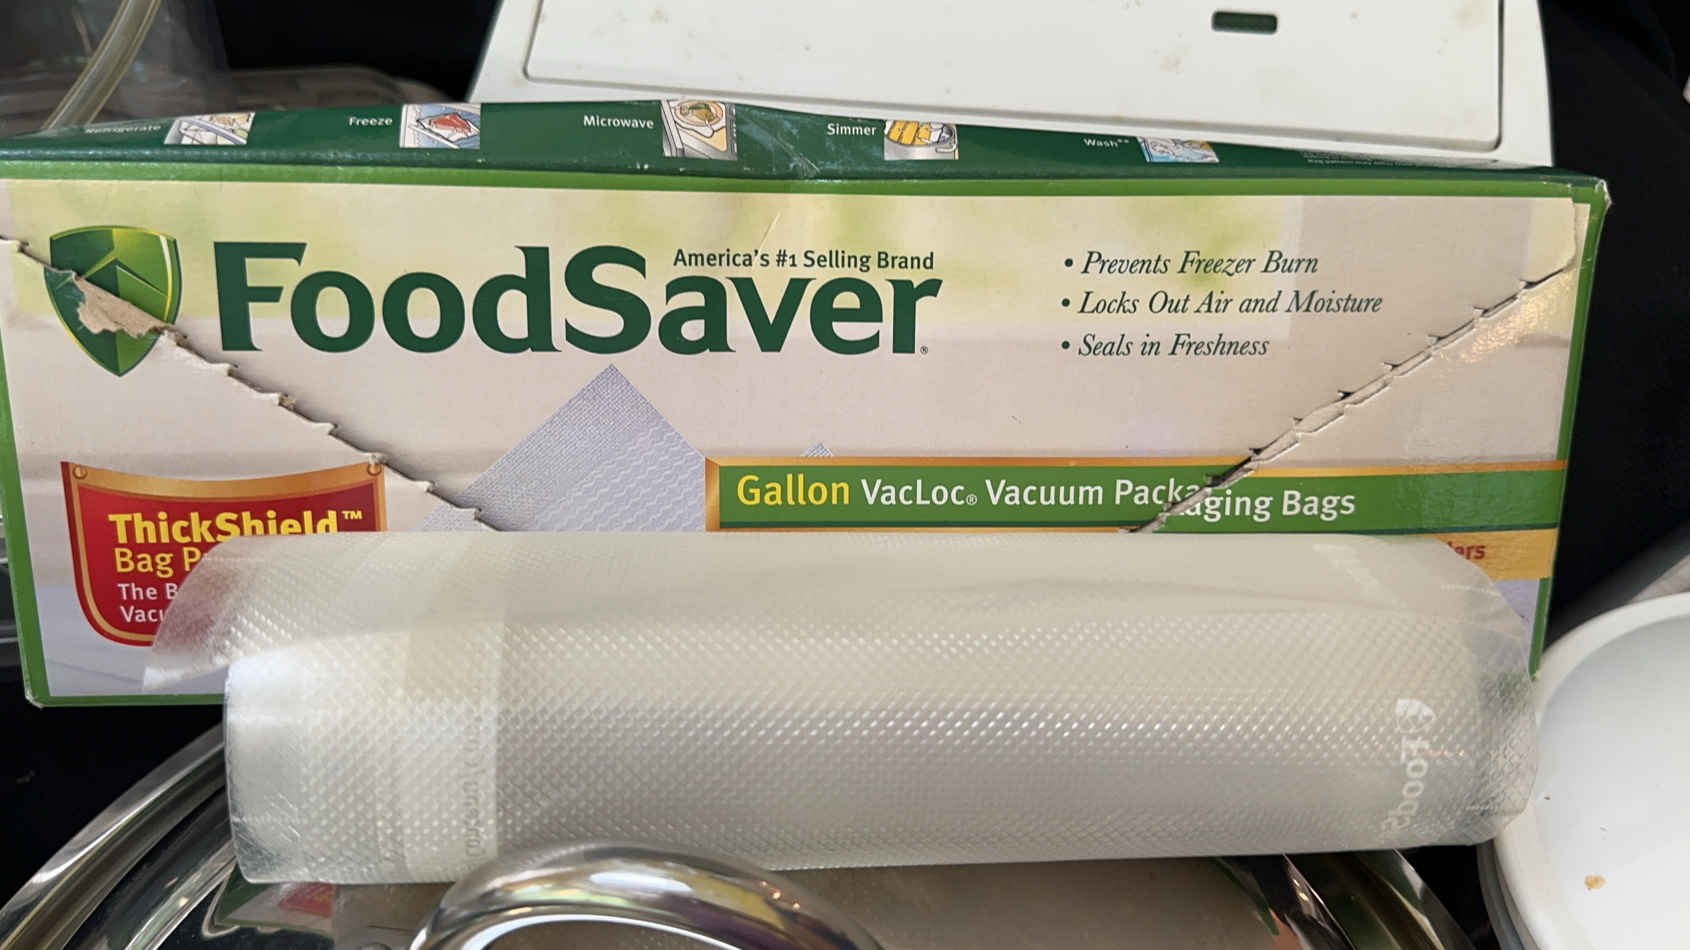 Refrigerate
Freeze
Microwave
Simmer
Wash**
America's #1 Selling Brand
FoodSaver®
• Prevents Freezer Burn
• Locks Out Air and Moisture
• Seals in Freshness
Gallon VacLoc® Vacuum Packaging Bags
ThickShield™
Bag
The